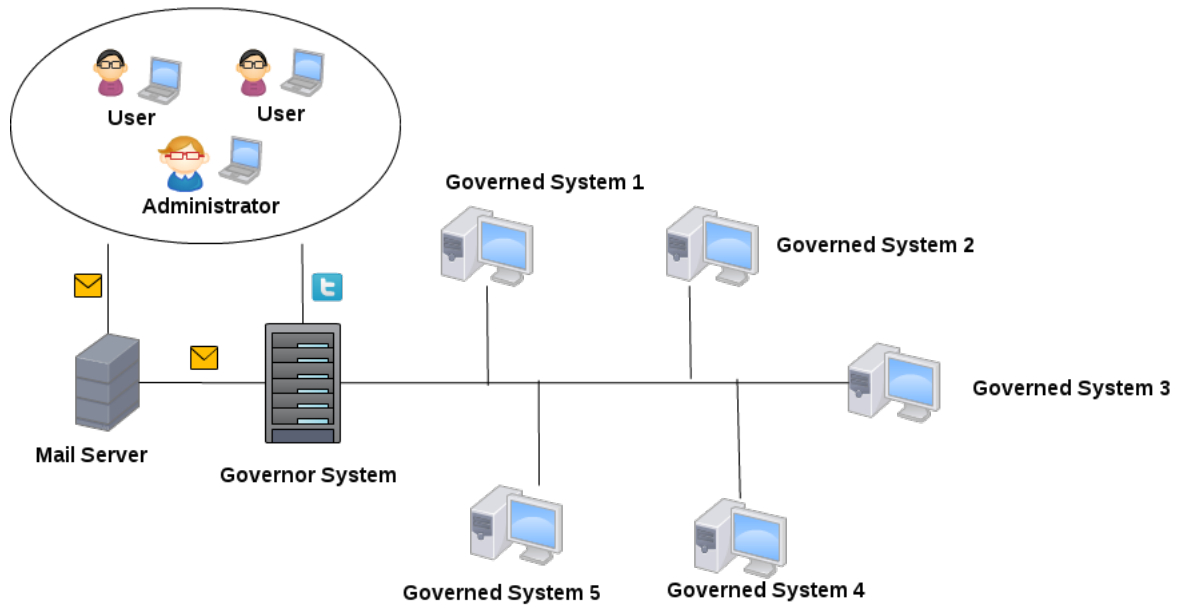 User
User
Administrator
Governed System 1
Governed System 2
Governed System 3
Mail Server
Governor System
Governed System 5
Governed System 4